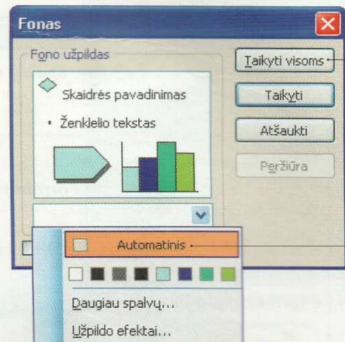 Fonas
Fono užpildas
Skaidrės pavadinimas
• Ženklelio tekstas
Taikyti visoms
Taikyti
Atšaukti
Peržiūra
Automatinis
Daugiau spalvų...
Užpildo efektai...